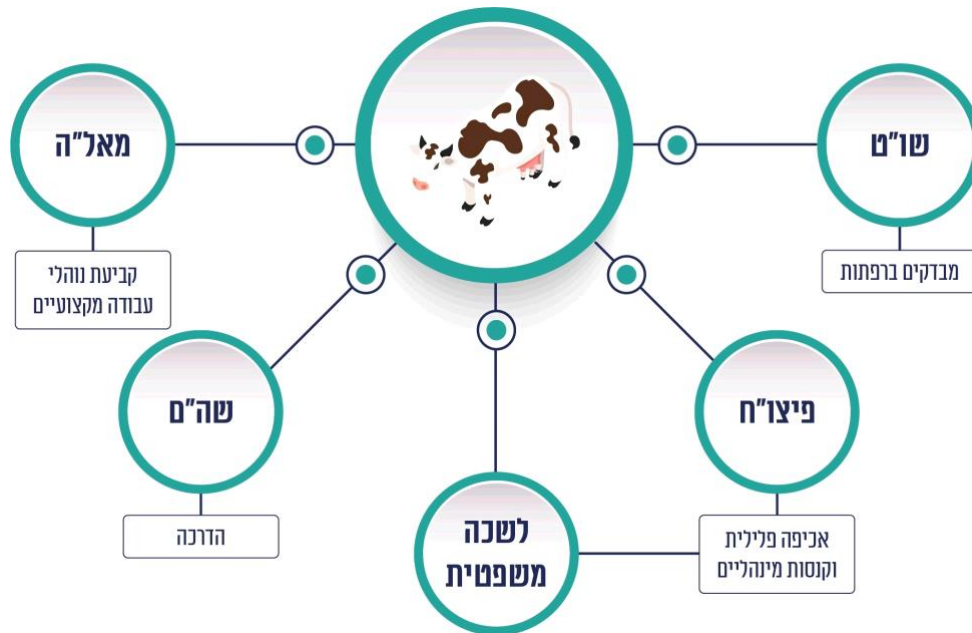 שו"ט
מבדקים ברפתות
פיצו"ח
אכיפה פלילית
וקנסות מינהליים
לשכה
משפטית
שה"ם
הדרכה
מאל"ה
קביעת נוהלי
עבודה מקצועיים